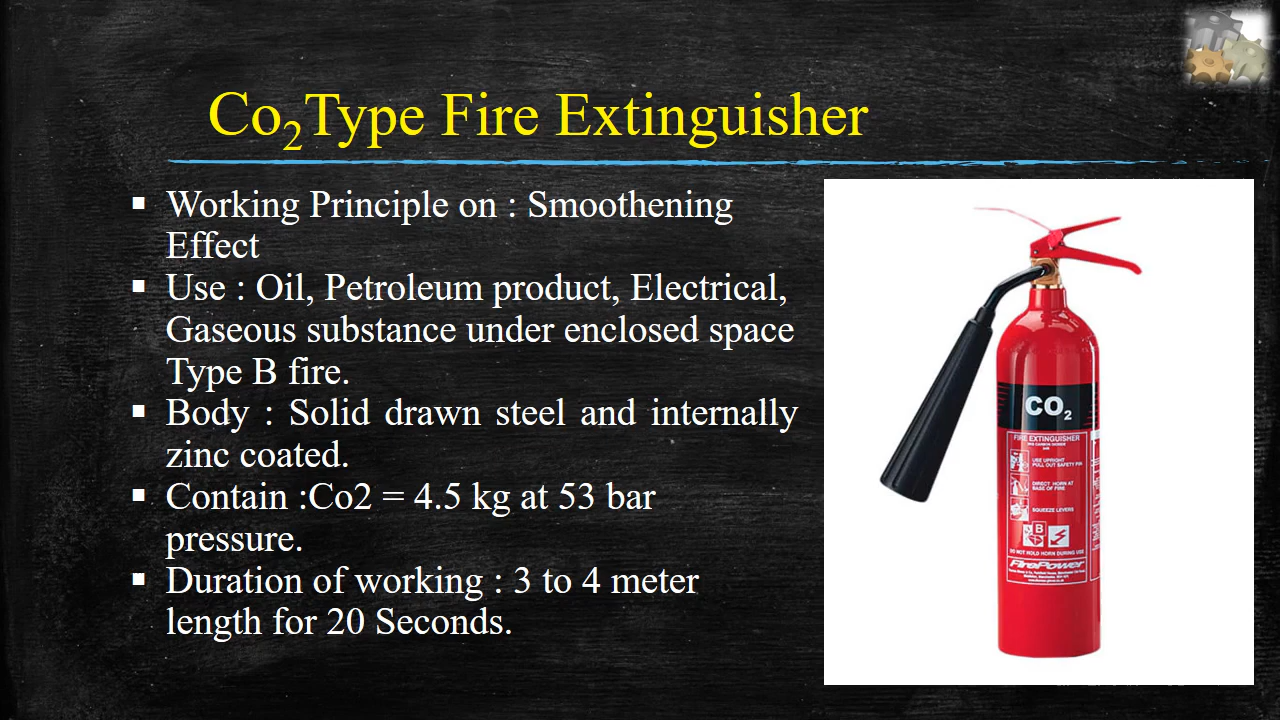 Co₂Type Fire Extinguisher
▪ Working Principle on : Smoothening
Effect
▪ Use : Oil, Petroleum product, Electrical,
Gaseous substance under enclosed space
Type B fire.
▪ Body : Solid drawn steel and internally
zinc coated.
▪ Contain :Co2 = 4.5 kg at 53 bar
pressure.
▪ Duration of working : 3 to 4 meter
length for 20 Seconds.
CO₂
FIRE EXTINGUISHER
USE UPRIGHT
PULL OUT SAFETY PIN
DIRECT HORN AT
BASE OF FIRE
SQUEEZE LEVERS
B
DO NOT HOLD HORN DURING USE
FirePower